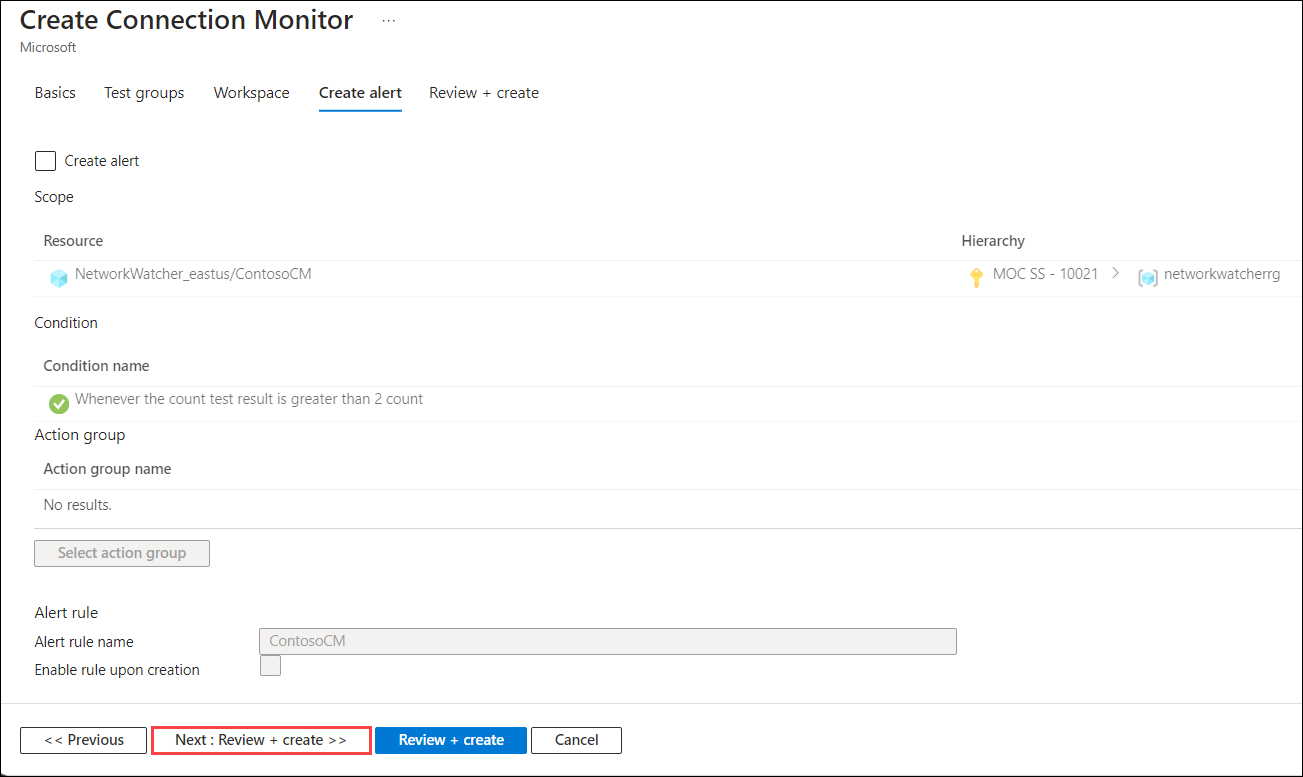 Create Connection Monitor ...
Microsoft
Basics Test groups Workspace Create alert Review + create
Create alert
Scope
Resource Hierarchy
NetworkWatcher_eastus/ContosoCM MOC SS - 10021 > networkwatcherrg
Condition
Condition name
Whenever the count test result is greater than 2 count
Action group
Action group name
No results.
Select action group
Alert rule
Alert rule name ContosoCM
Enable rule upon creation
<< Previous Next : Review + create >> Review + create Cancel